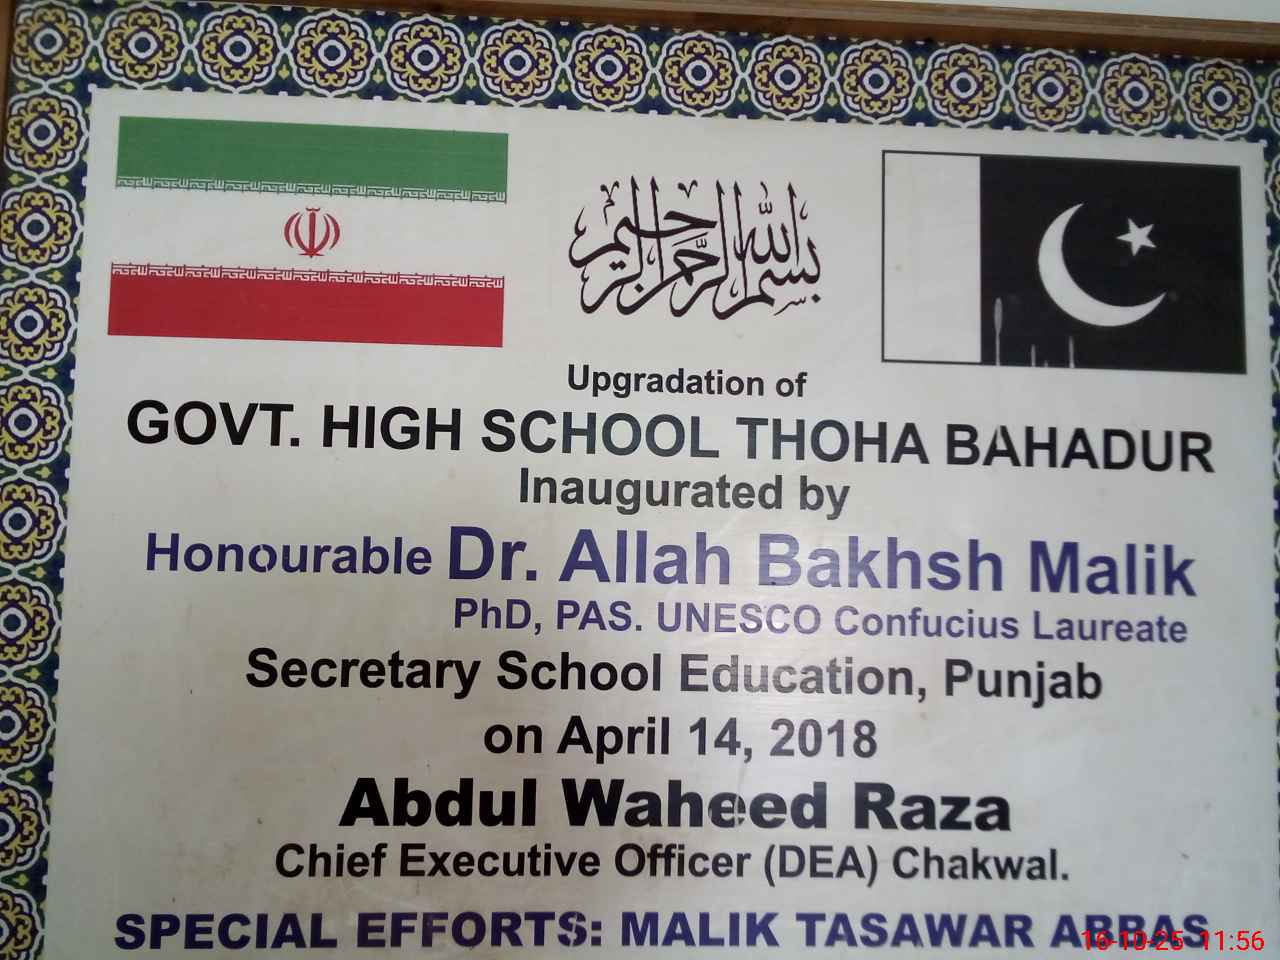 بسم الله الرحمن الرحيم
Upgradation of
GOVT. HIGH SCHOOL THOHA BAHADUR
Inaugurated by
Honourable Dr. Allah Bakhsh Malik
PhD, PAS. UNESCO Confucius Laureate
Secretary School Education, Punjab
on April 14, 2018
Abdul Waheed Raza
Chief Executive Officer (DEA) Chakwal.
SPECIAL EFFORTS: MALIK TASAWAR ABBAS
16-10-25 11:56